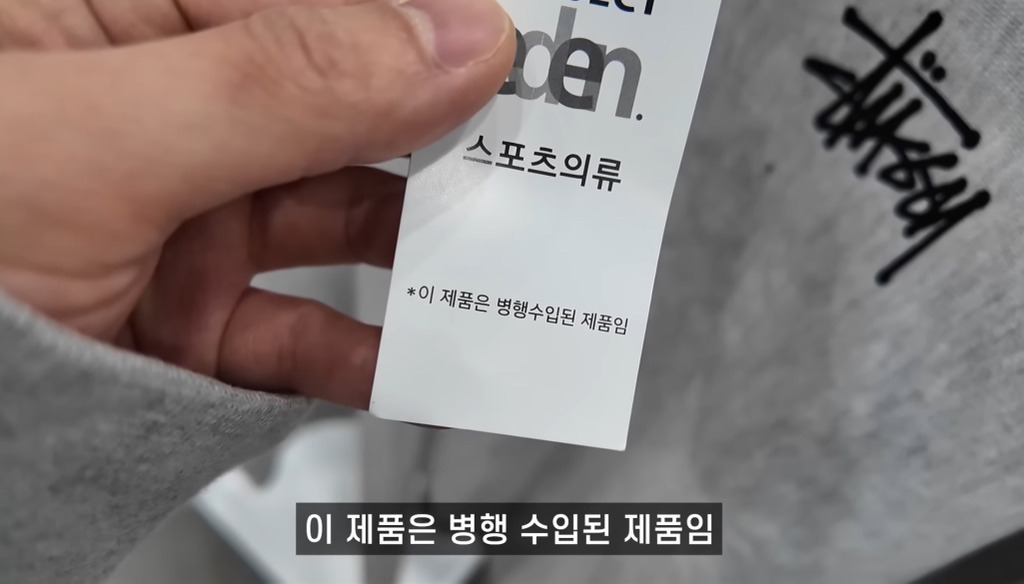 eden.
스포츠의류
*이 제품은 병행수입된 제품임
이 제품은 병행 수입된 제품임